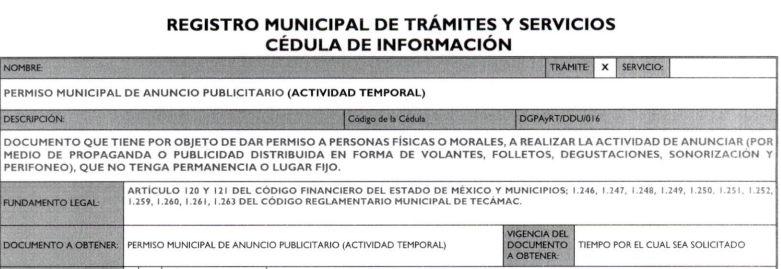 REGISTRO MUNICIPAL DE TRÁMITES Y SERVICIOS
CÉDULA DE INFORMACIÓN
NOMBRE: TRÁMITE: X SERVICIO:
PERMISO MUNICIPAL DE ANUNCIO PUBLICITARIO (ACTIVIDAD TEMPORAL)
DESCRIPCIÓN: Código de la Cédula DGPAyRT/DDU/016
DOCUMENTO QUE TIENE POR OBJETO DE DAR PERMISO A PERSONAS FÍSICAS O MORALES, A REALIZAR LA ACTIVIDAD DE ANUNCIAR (POR
MEDIO DE PROPAGANDA O PUBLICIDAD DISTRIBUIDA EN FORMA DE VOLANTES, FOLLETOS, DEGUSTACIONES, SONORIZACIÓN Y
PERIFONEO), QUE NO TENGA PERMANENCIA O LUGAR FIJO.
FUNDAMENTO LEGAL:
ARTÍCULO 120 Y 121 DEL CÓDIGO FINANCIERO DEL ESTADO DE MÉXICO Y MUNICIPIOS; 1.246, 1.247, 1.248, 1.249, 1.250, 1.251, 1.252,
1.259, 1.260, 1.261, 1.263 DEL CÓDIGO REGLAMENTARIO MUNICIPAL DE TECÁMAC.
DOCUMENTO A OBTENER: PERMISO MUNICIPAL DE ANUNCIO PUBLICITARIO (ACTIVIDAD TEMPORAL)
VIGENCIA DEL
DOCUMENTO
A OBTENER:
TIEMPO POR EL CUAL SEA SOLICITADO